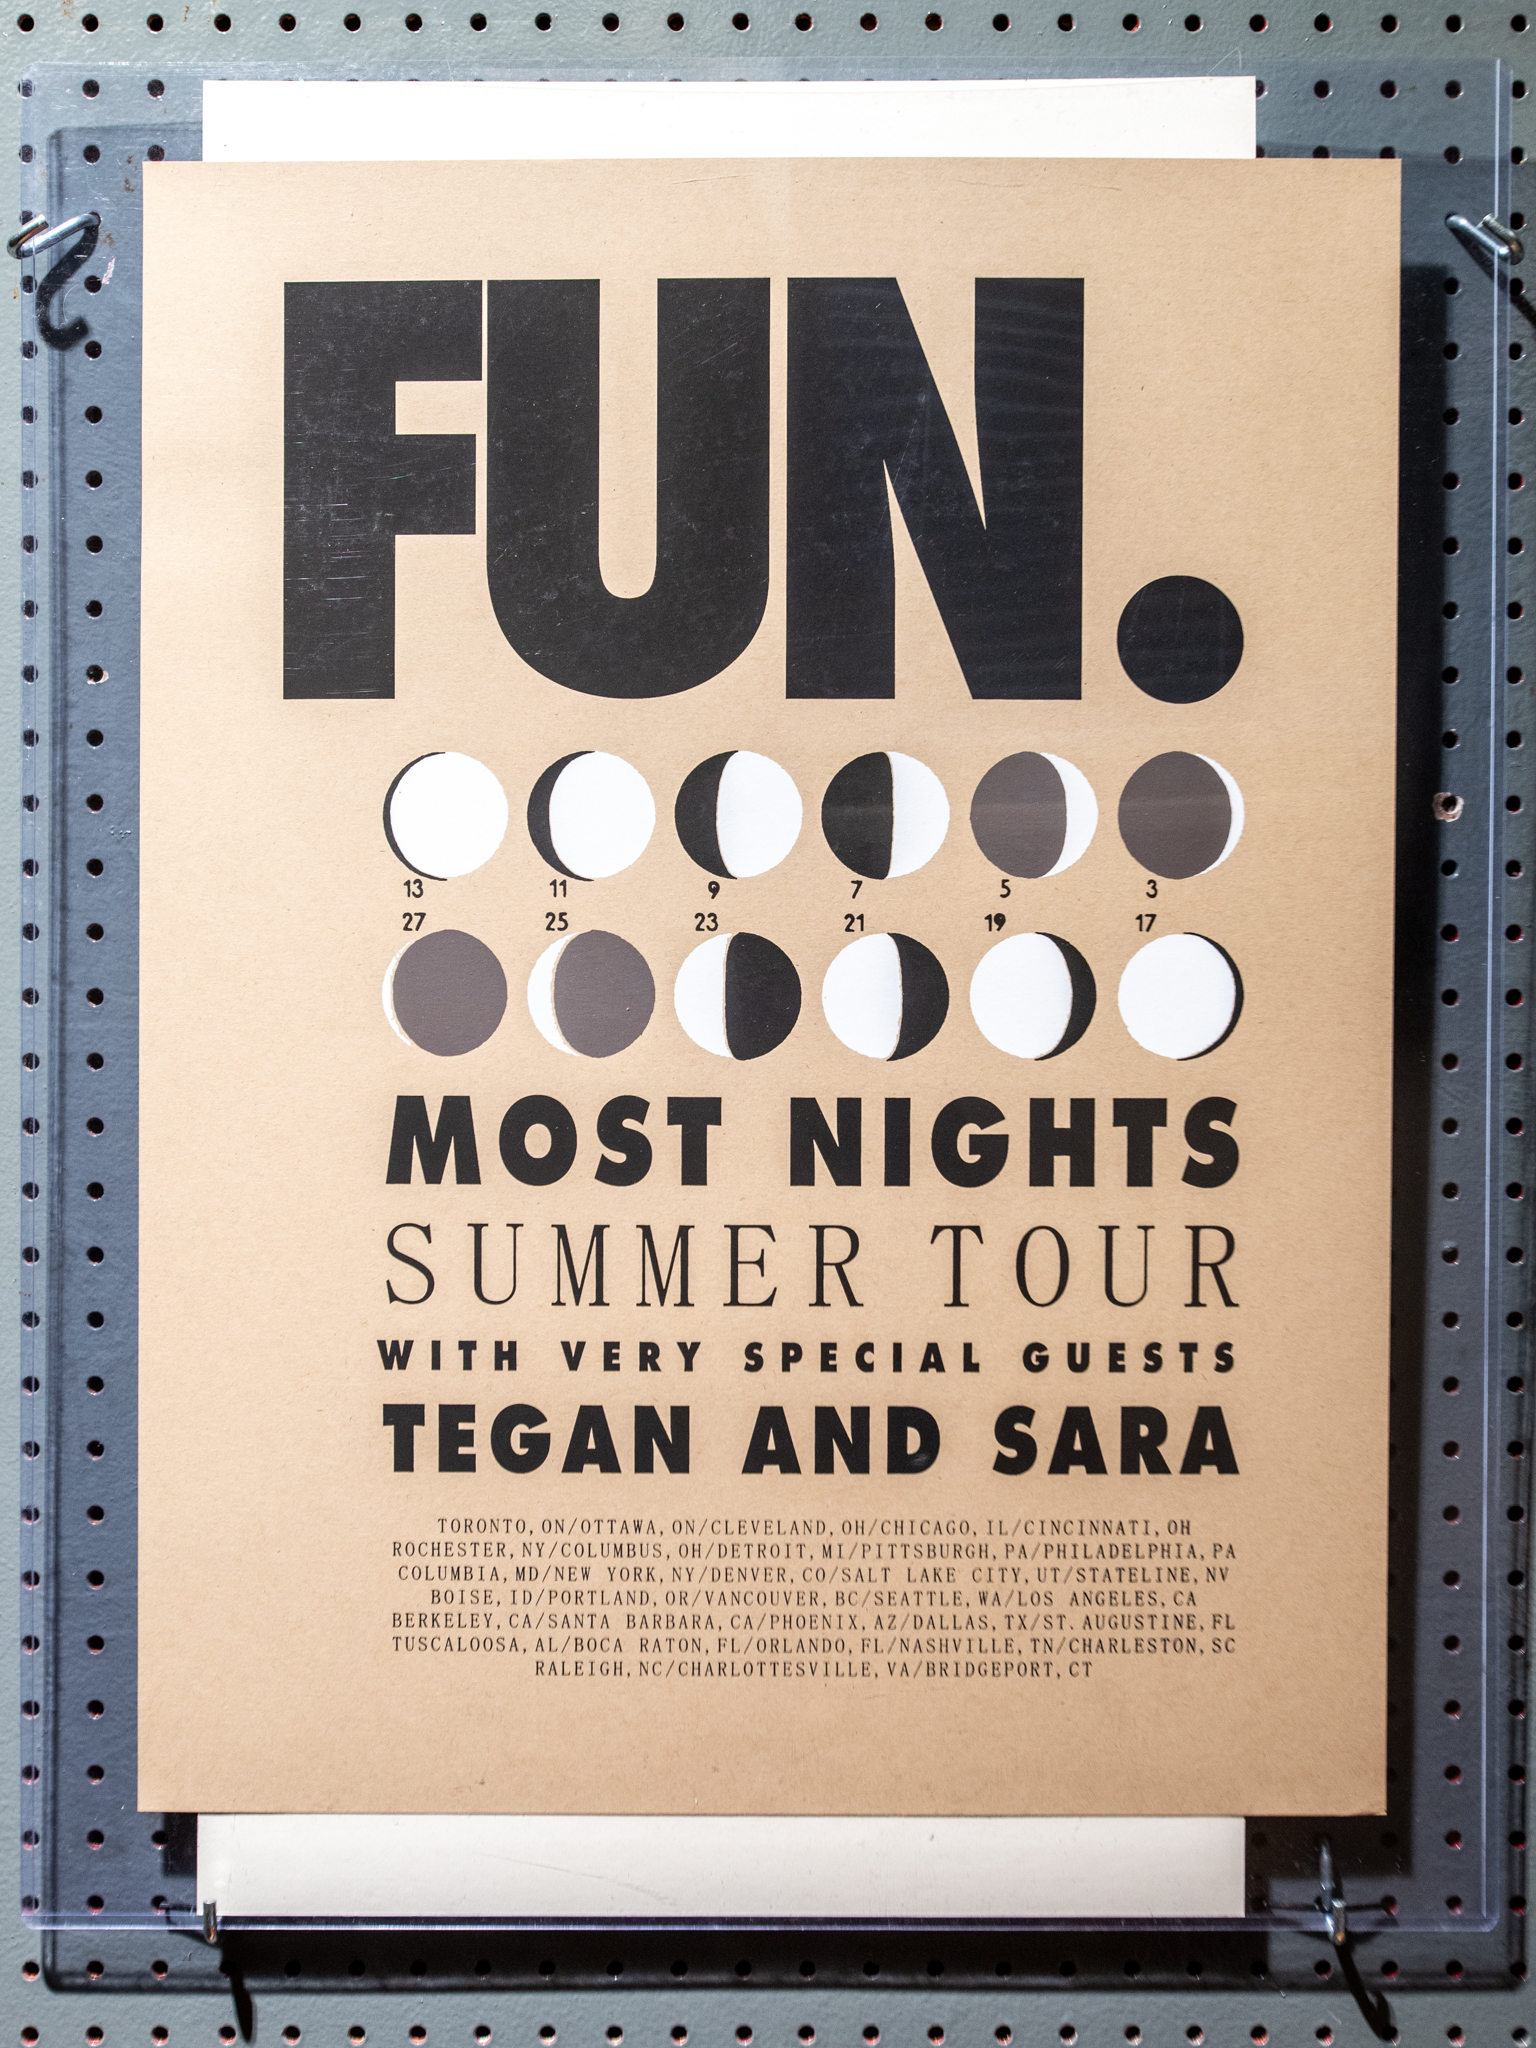 FUN.
13 11 9 7 5 3
27 25 23 21 19 17
MOST NIGHTS
SUMMER TOUR
WITH VERY SPECIAL GUESTS
TEGAN AND SARA
TORONTO, ON/OTTAWA, ON/CLEVELAND, OH/CHICAGO, IL/CINCINNATI, OH
ROCHESTER, NY/COLUMBUS, OH/DETROIT, MI/PITTSBURGH, PA/PHILADELPHIA, PA
COLUMBIA, MD/NEW YORK, NY/DENVER, CO/SALT LAKE CITY, UT/STATELINE, NV
BOISE, ID/PORTLAND, OR/VANCOUVER, BC/SEATTLE, WA/LOS ANGELES, CA
BERKELEY, CA/SANTA BARBARA, CA/PHOENIX, AZ/DALLAS, TX/ST. AUGUSTINE, FL
TUSCALOOSA, AL/BOCA RATON, FL/ORLANDO, FL/NASHVILLE, TN/CHARLESTON, SC
RALEIGH, NC/CHARLOTTESVILLE, VA/BRIDGEPORT, CT